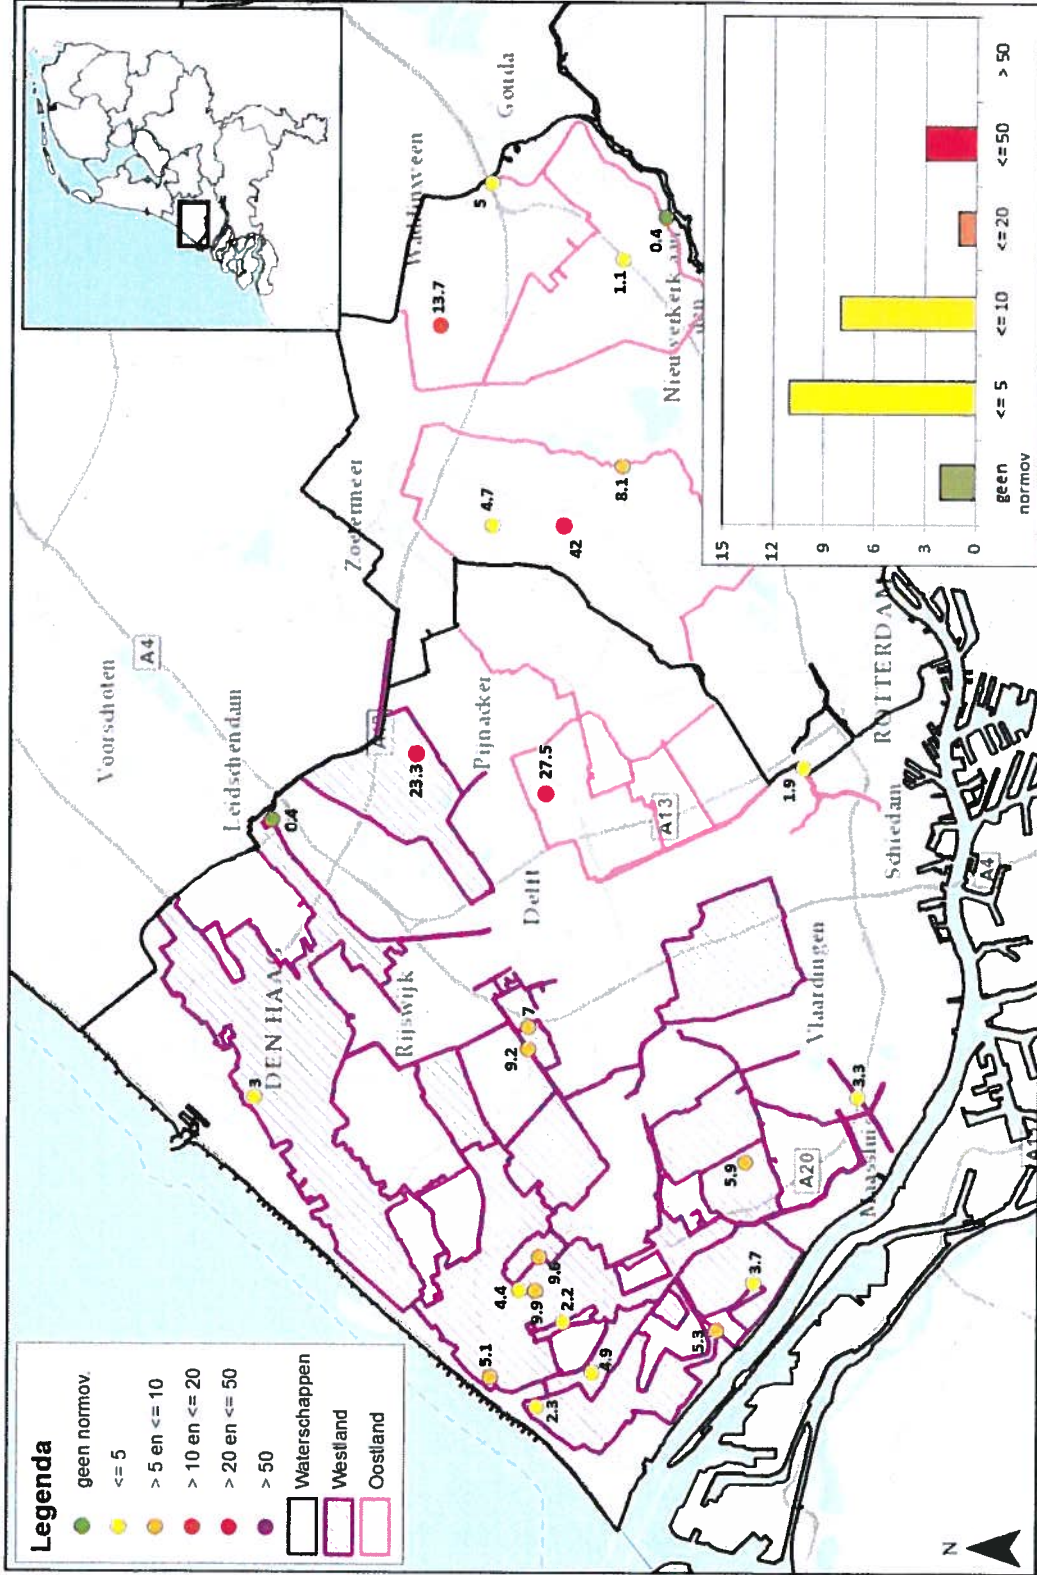 Legenda
geen normov.
<= 5
> 5 en <= 10
> 10 en <= 20
> 20 en <= 50
> 50
Waterschappen
Westland
Oostland
N
Voorschoten
A4
Leidschendam
Zoetermeer
Waddinxveen
Gouda
DEN HAAG
Rijswijk
Pijnacker
Delft
A13
Nieuwerkerk aan
den
ROTTERDAM
Schiedam
A4
Vlaardingen
A20
Maassluis
0.4
23.3
27.5
4.7
42
8.1
13.7
5
1.1
0.4
1.9
3
7
9.2
3.3
5.9
3.7
5.3
4.4
9.9
9.6
2.2
4.9
5.1
2.3
15
12
9
6
3
0
geen
normov
<= 5
<= 10
<= 20
<= 50
> 50